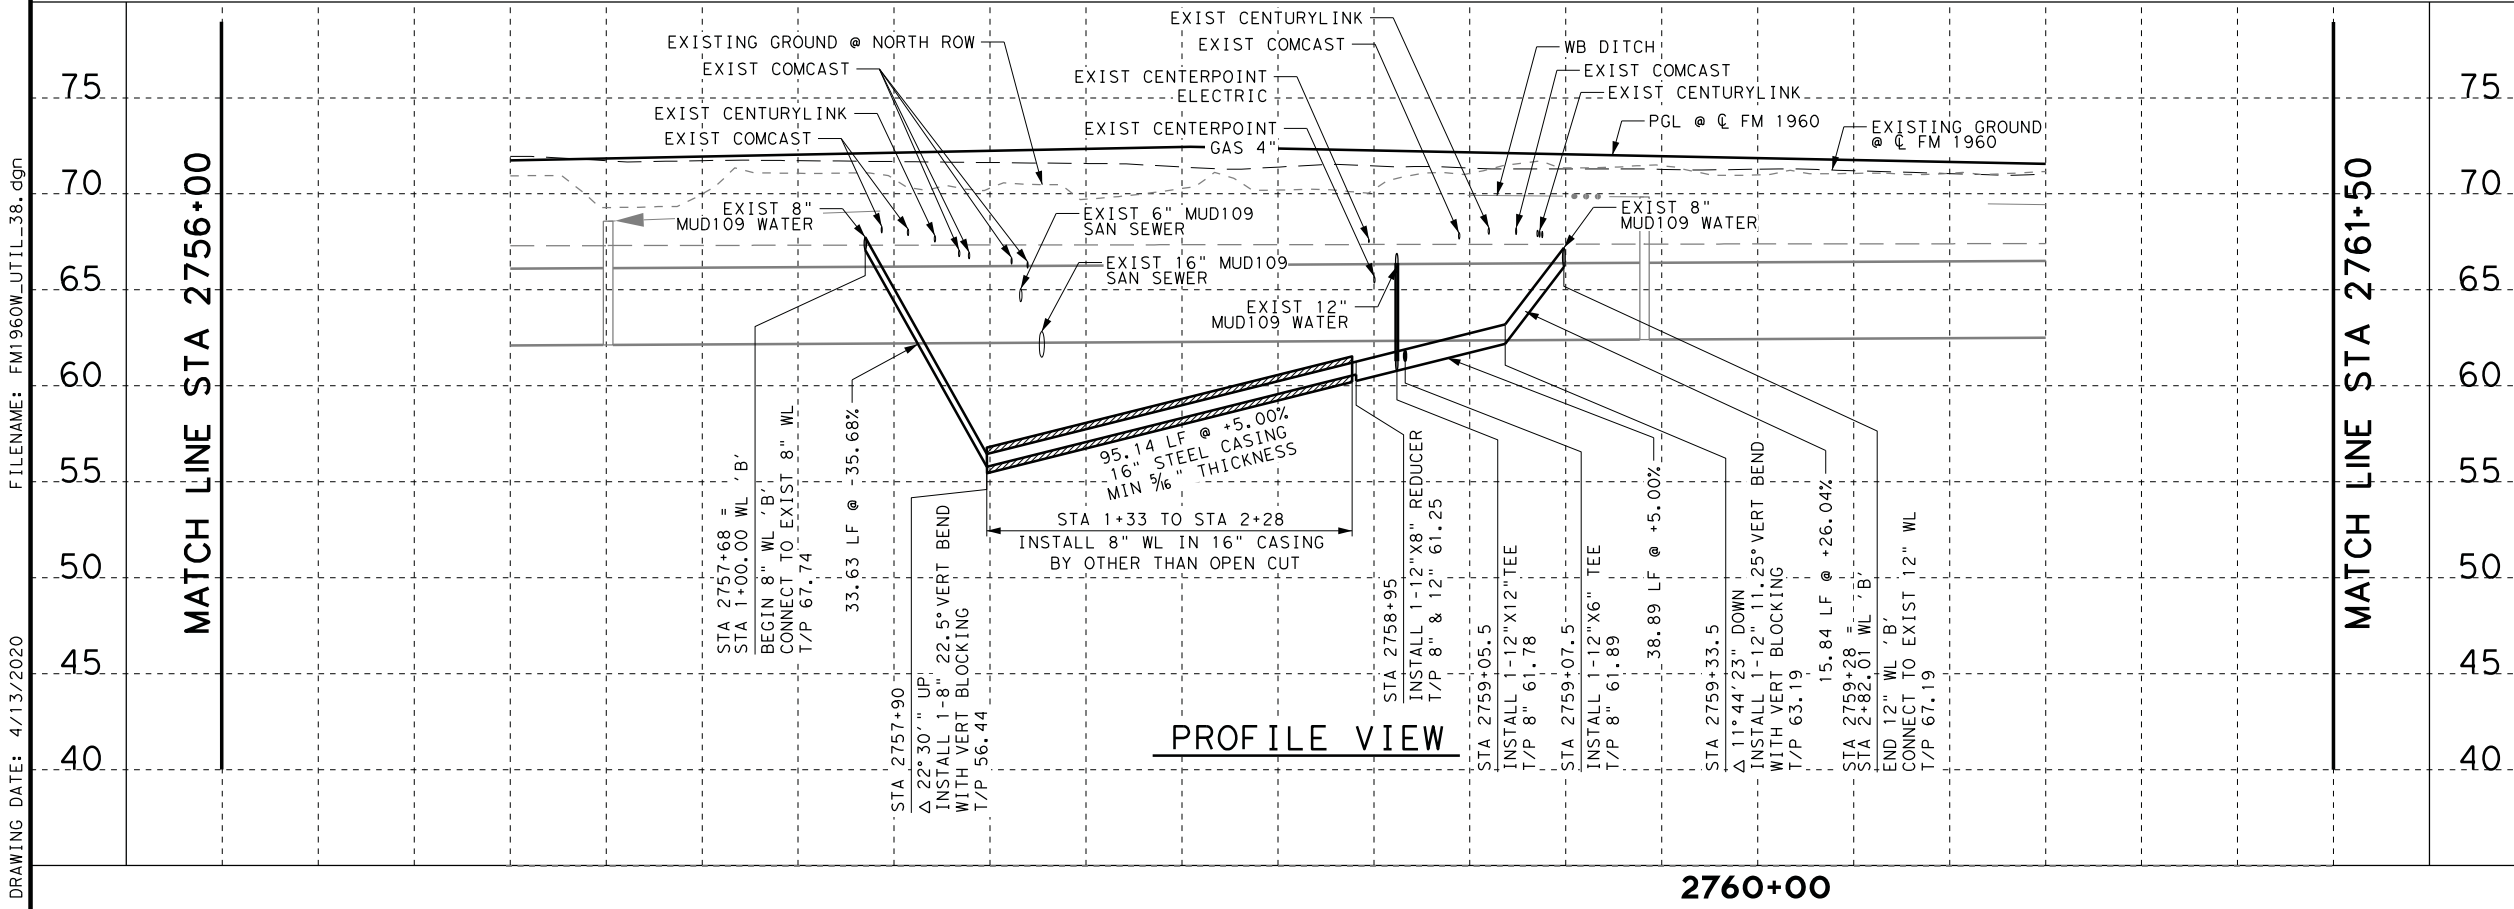 EXIST CENTURYLINK
EXISTING GROUND @ NORTH ROW
EXIST COMCAST
WB DITCH
EXIST COMCAST
EXIST COMCAST
EXIST CENTERPOINT
ELECTRIC
EXIST CENTURYLINK
75
75
EXIST CENTURYLINK
EXIST COMCAST
EXIST CENTERPOINT
GAS 4"
PGL @ ℄ FM 1960
EXISTING GROUND
@ ℄ FM 1960
70
70
EXIST 8"
MUD109 WATER
EXIST 6" MUD109
SAN SEWER
EXIST 8"
MUD109 WATER
65
65
EXIST 16" MUD109
SAN SEWER
EXIST 12"
MUD109 WATER
60
60
55
55
50
50
45
45
40
40
MATCH LINE STA 2756+00
MATCH LINE STA 2761+50
95.14 LF @ +5.00%
16" STEEL CASING
MIN 5/16" THICKNESS
STA 1+33 TO STA 2+28
INSTALL 8" WL IN 16" CASING
BY OTHER THAN OPEN CUT
STA 2757+68 =
STA 1+00.00 WL 'B'
BEGIN 8" WL 'B'
CONNECT TO EXIST 8" WL
T/P 67.74
33.63 LF @ -35.68%
STA 2757+90
△ 22°30'" UP
INSTALL 1-8" 22.5° VERT BEND
WITH VERT BLOCKING
T/P 56.44
STA 2758+95
INSTALL 1-12"X8" REDUCER
T/P 8" & 12" 61.25
STA 2759+05.5
INSTALL 1-12"X12" TEE
T/P 8" 61.78
STA 2759+07.5
INSTALL 1-12"X6" TEE
T/P 8" 61.89
38.89 LF @ +5.00%
STA 2759+33.5
△ 11°44'23" DOWN
INSTALL 1-12" 11.25° VERT BEND
WITH VERT BLOCKING
T/P 63.19
15.84 LF @ +26.04%
STA 2759+28 =
STA 2+82.01 WL 'B'
END 12" WL 'B'
CONNECT TO EXIST 12" WL
T/P 67.19
PROFILE VIEW
2760+00
FILENAME: FM1960W_UTIL_38.dgn
DRAWING DATE: 4/13/2020